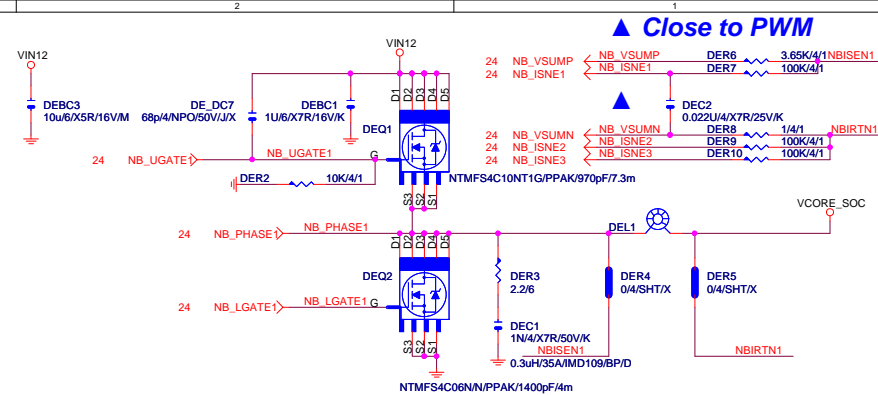 2
1
▲ Close to PWM
VIN12
VIN12
24 NB_VSUMP NB_VSUMP DER6 3.65K/4/1 NBISEN1
24 NB_ISNE1 NB_ISNE1 DER7 100K/4/1
DEBC3
10u/6/X5R/16V/M
DE_DC7
68p/4/NPO/50V/J/X
DEBC1
1U/6/X7R/16V/K
D1 D2 D3 D4 D5
DEQ1
DEC2
0.022U/4/X7R/25V/K
24 NB_VSUMN NB_VSUMN DER8 1/4/1 NBIRTN1
24 NB_ISNE2 NB_ISNE2 DER9 100K/4/1
24 NB_ISNE3 NB_ISNE3 DER10 100K/4/1
24 NB_UGATE1 NB_UGATE1 G
DER2 10K/4/1
NTMFS4C10NT1G/PPAK/970pF/7.3m
S3 S2 S1
VCORE_SOC
24 NB_PHASE1 NB_PHASE1
D1 D2 D3 D4 D5
DEL1
DEQ2
DER3
2.2/6
DER4
0/4/SHT/X
DER5
0/4/SHT/X
24 NB_LGATE1 NB_LGATE1 G
DEC1
1N/4/X7R/50V/K
S3 S2 S1
NBISEN1
NBIRTN1
0.3uH/35A/IMD109/BP/D
NTMFS4C06N/N/PPAK/1400pF/4m